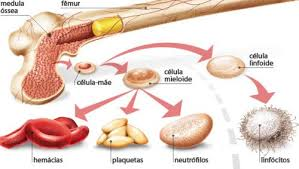 medula
óssea
fêmur
célula-mãe
célula
mieloide
célula
linfoide
hemácias
plaquetas
neutrófilos
linfócitos